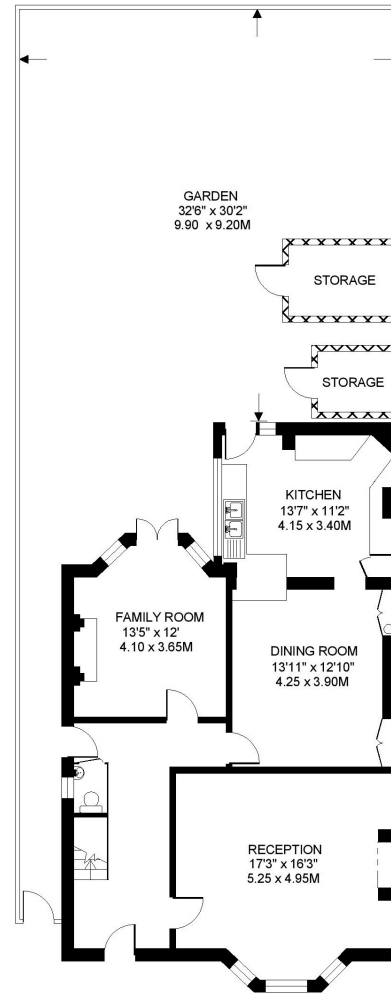 GARDEN
32'6" x 30'2"
9.90 x 9.20M
STORAGE
STORAGE
KITCHEN
13'7" x 11'2"
4.15 x 3.40M
FAMILY ROOM
13'5" x 12'
4.10 x 3.65M
DINING ROOM
13'11" x 12'10"
4.25 x 3.90M
RECEPTION
17'3" x 16'3"
5.25 x 4.95M